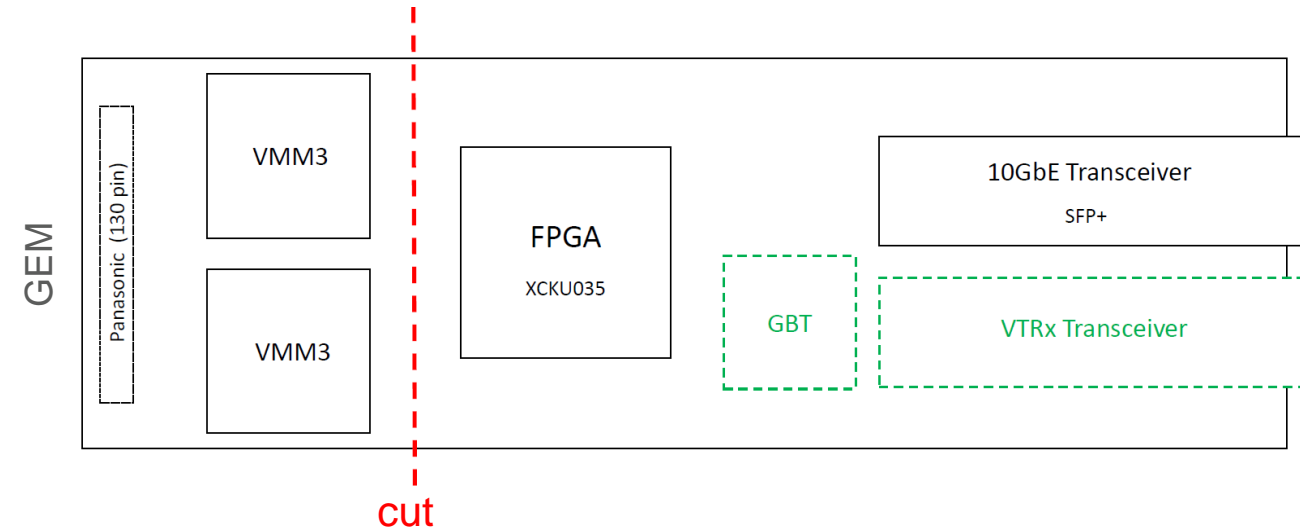 GEM
Panasonic (130 pin)
VMM3
VMM3
FPGA
XCKU035
GBT
10GbE Transceiver
SFP+
VTRx Transceiver
cut